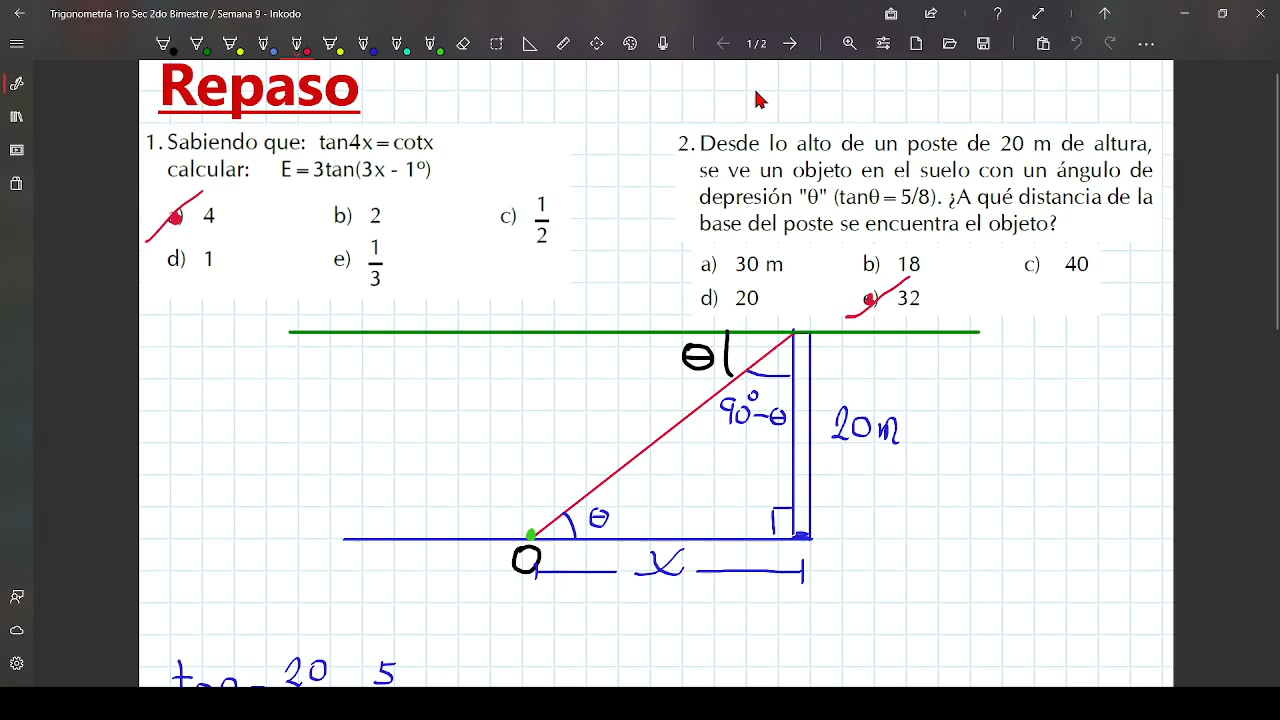 Trigonometría 1ro Sec 2do Bimestre / Semana 9 - Inkodo
1/2
Repaso
1. Sabiendo que: tan4x = cotx
calcular: E = 3tan(3x - 1º)
a) 4 b) 2 c) 1/2
d) 1 e) 1/3
2. Desde lo alto de un poste de 20 m de altura,
se ve un objeto en el suelo con un ángulo de
depresión "θ" (tanθ = 5/8). ¿A qué distancia de la
base del poste se encuentra el objeto?
a) 30 m b) 18 c) 40
d) 20 e) 32
θ
90°-θ
20m
θ
O
x
20 5